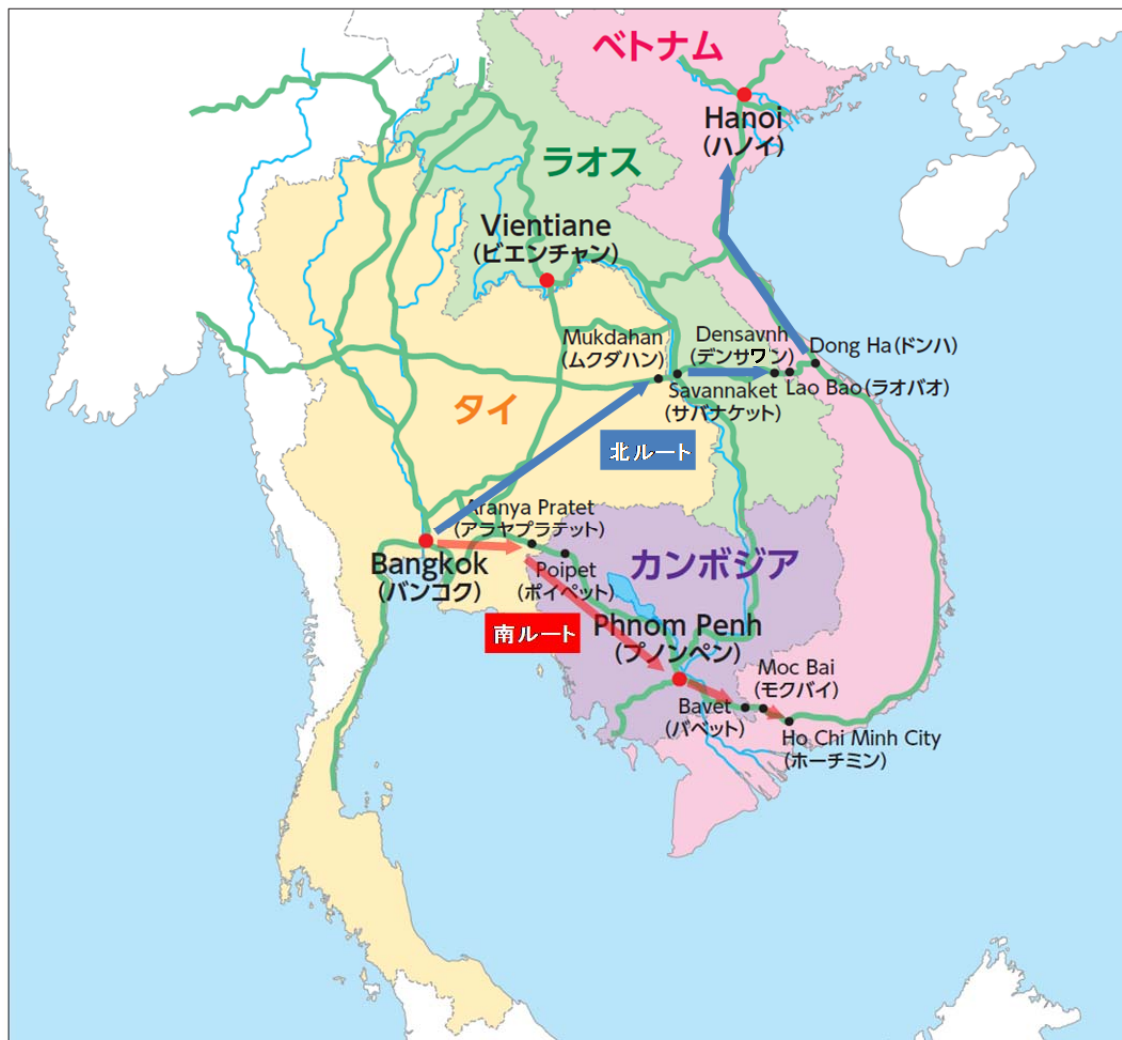 ベトナム
Hanoi
(ハノイ)
ラオス
Vientiane
(ビエンチャン)
Mukdahan
(ムクダハン)
Densavnh
(デンサワン)
Dong Ha(ドンハ)
Savannaket
(サバナケット)
Lao Bao(ラオバオ)
タイ
北ルート
Aranya Pratet
(アラヤプラテット)
Bangkok
(バンコク)
Poipet
(ポイペット)
カンボジア
南ルート
Phnom Penh
(プノンペン)
Moc Bai
(モクバイ)
Bavet
(バベット)
Ho Chi Minh City
(ホーチミン)